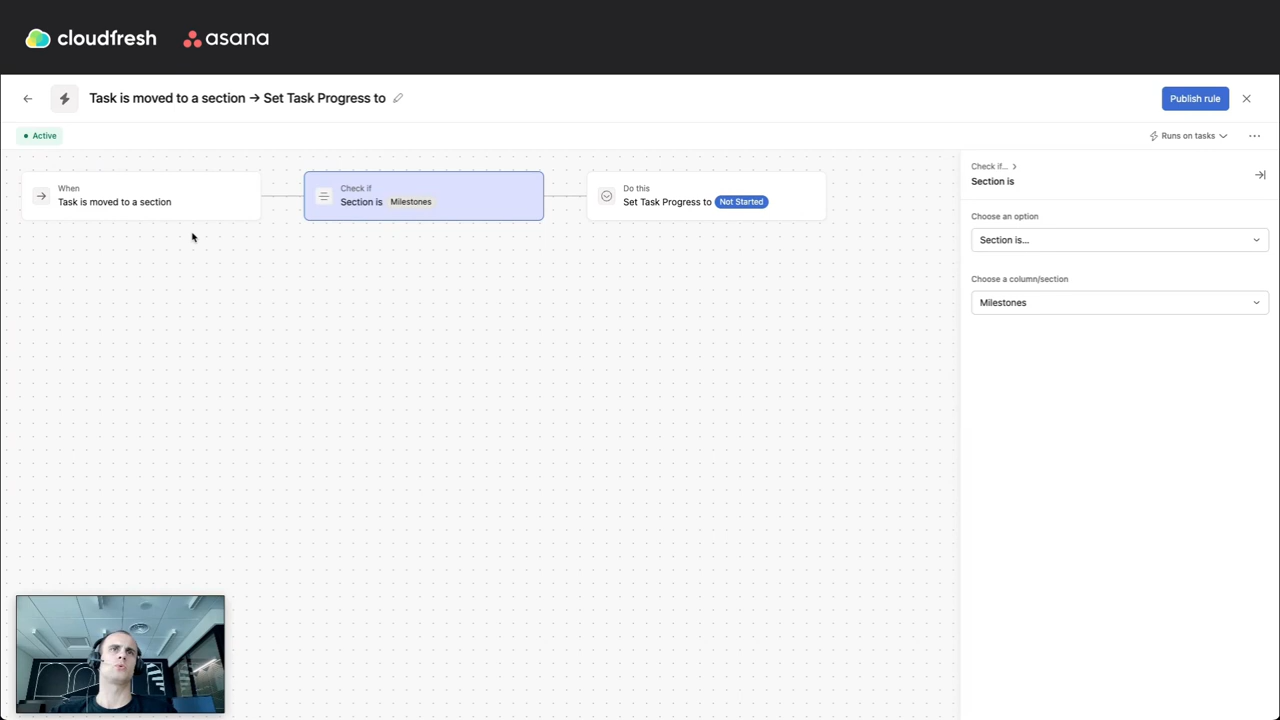 cloudfresh asana
Task is moved to a section → Set Task Progress to
Publish rule
Active
Runs on tasks
When
Task is moved to a section
Check if
Section is Milestones
Do this
Set Task Progress to Not Started
Check if...
Section is
Choose an option
Section is...
Choose a column/section
Milestones